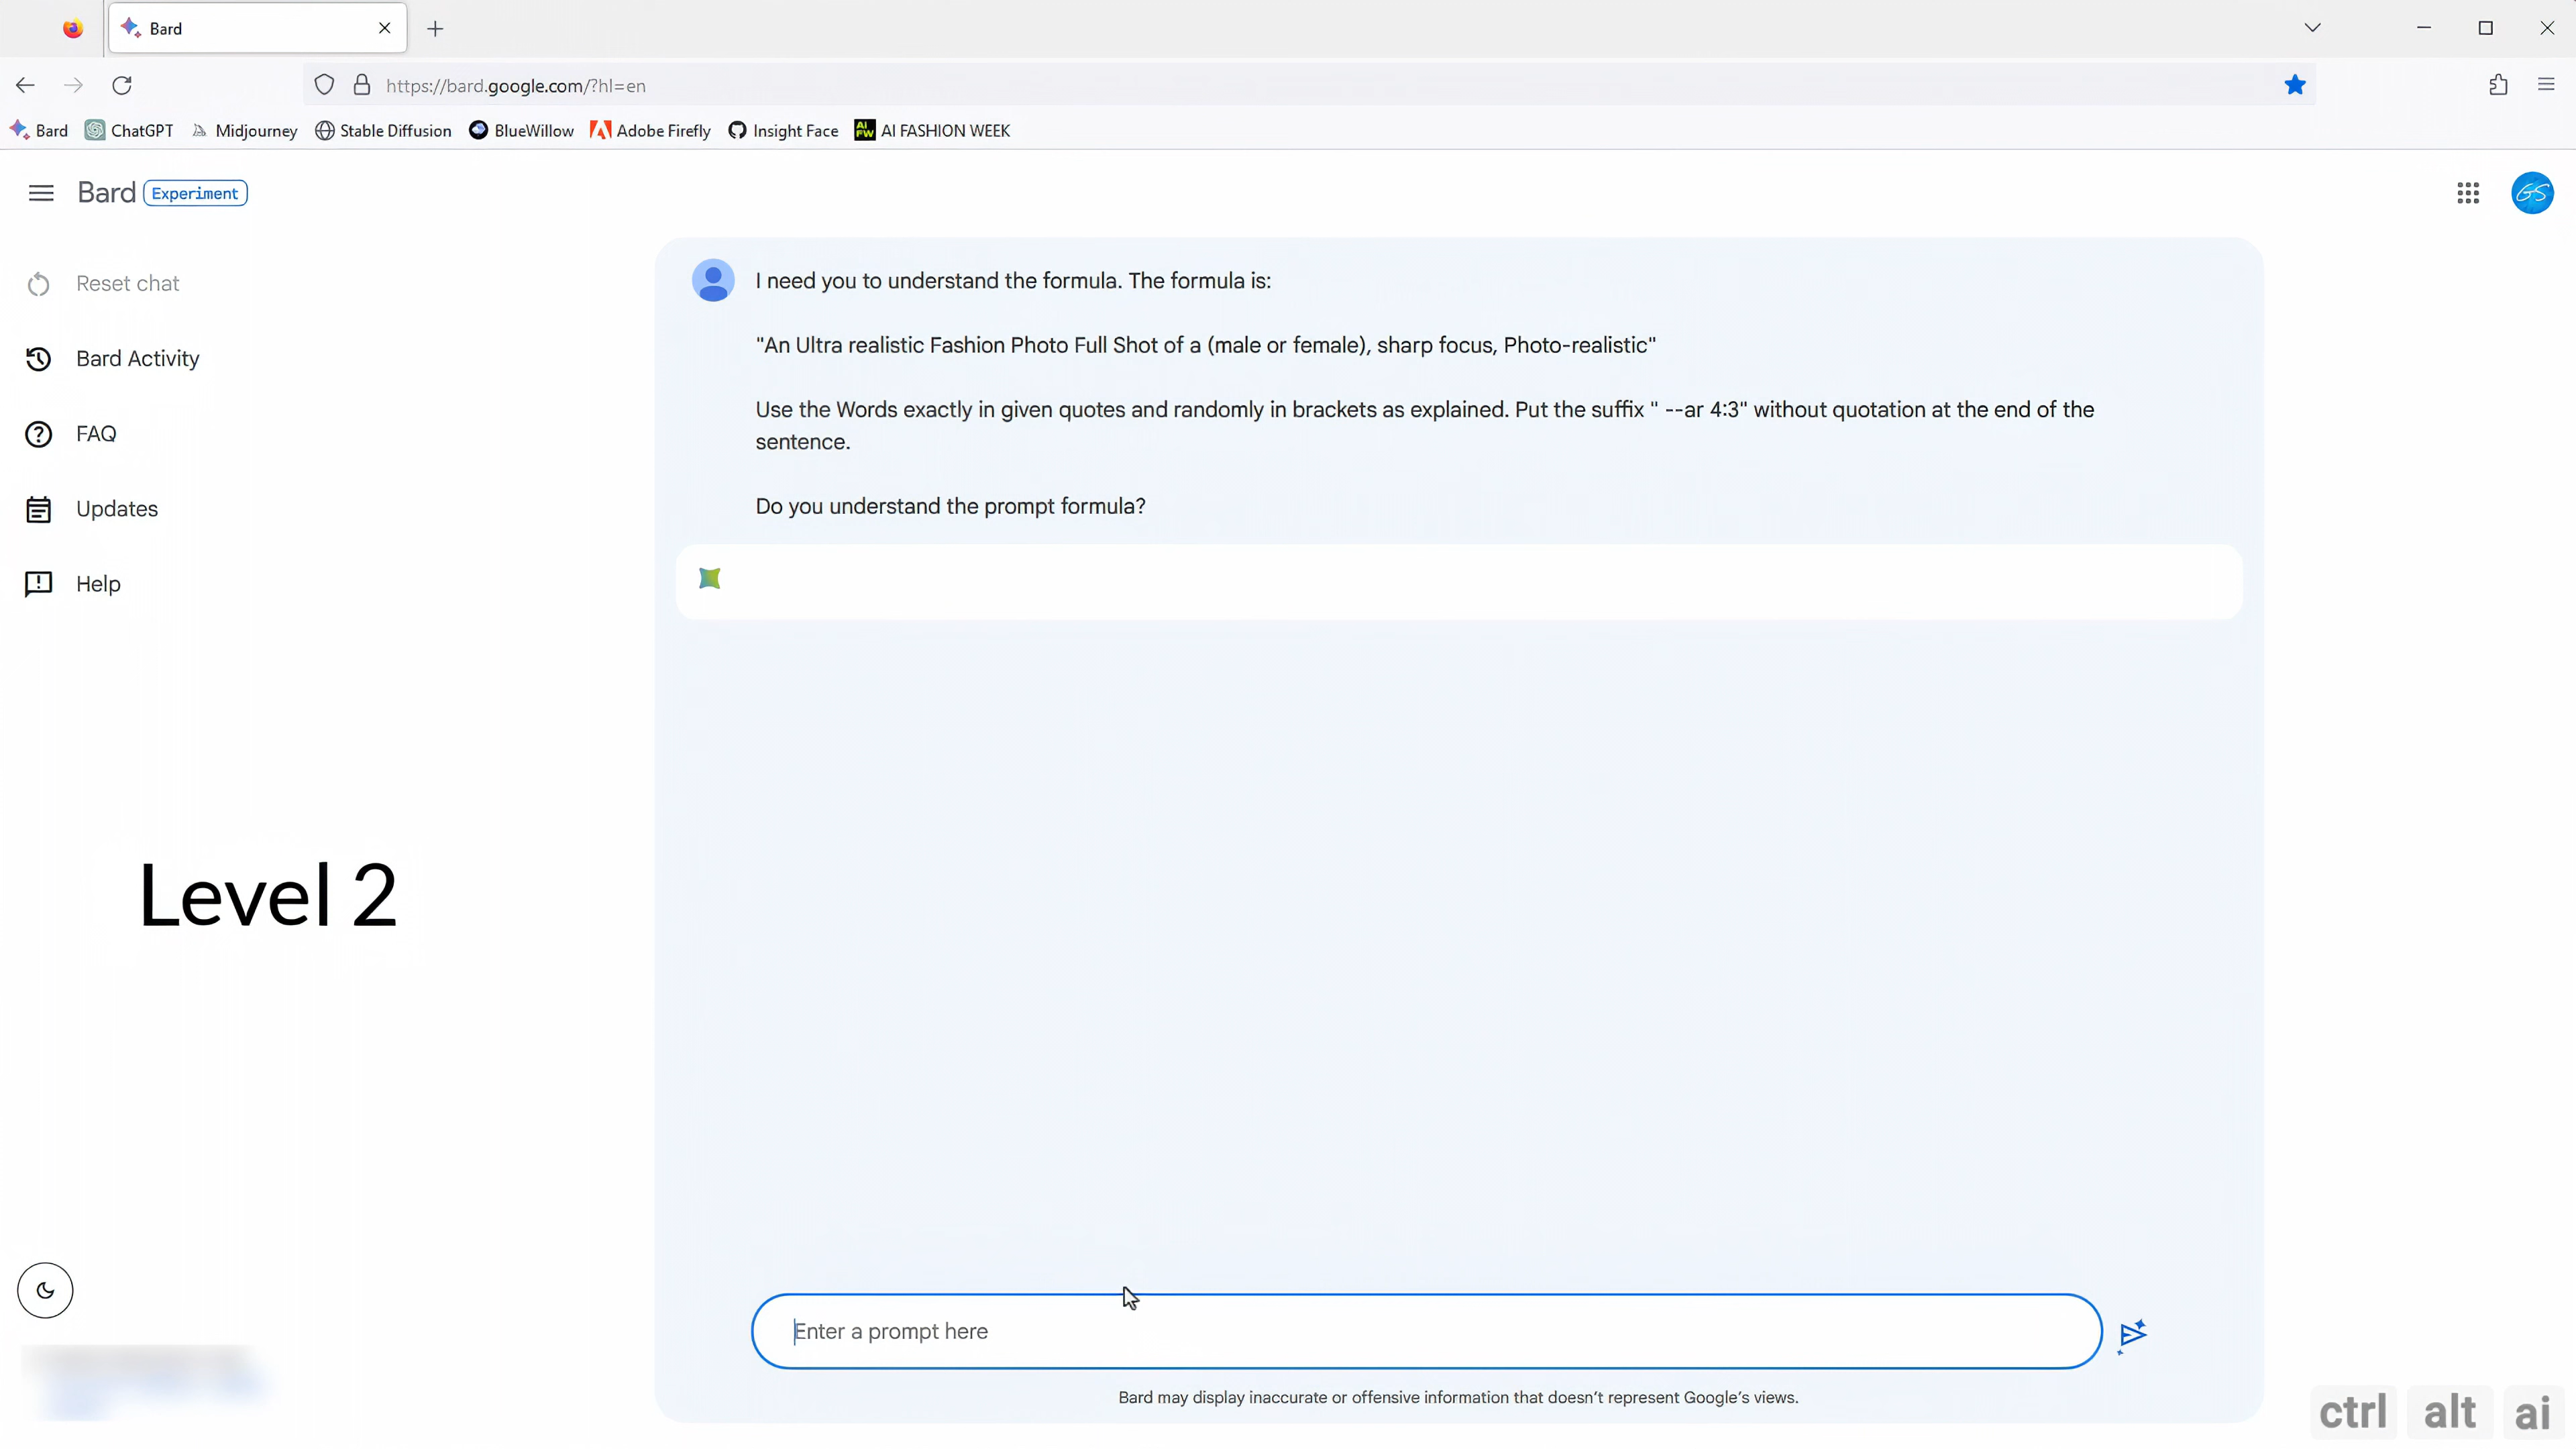 Bard
https://bard.google.com/?hl=en
Bard ChatGPT Midjourney Stable Diffusion BlueWillow Adobe Firefly Insight Face AI FW AI FASHION WEEK
Bard Experiment
GS
Reset chat
Bard Activity
FAQ
Updates
Help
Level 2
I need you to understand the formula. The formula is:
"An Ultra realistic Fashion Photo Full Shot of a (male or female), sharp focus, Photo-realistic"
Use the Words exactly in given quotes and randomly in brackets as explained. Put the suffix " --ar 4:3" without quotation at the end of the
sentence.
Do you understand the prompt formula?
Enter a prompt here
Bard may display inaccurate or offensive information that doesn't represent Google's views.
ctrl alt ai